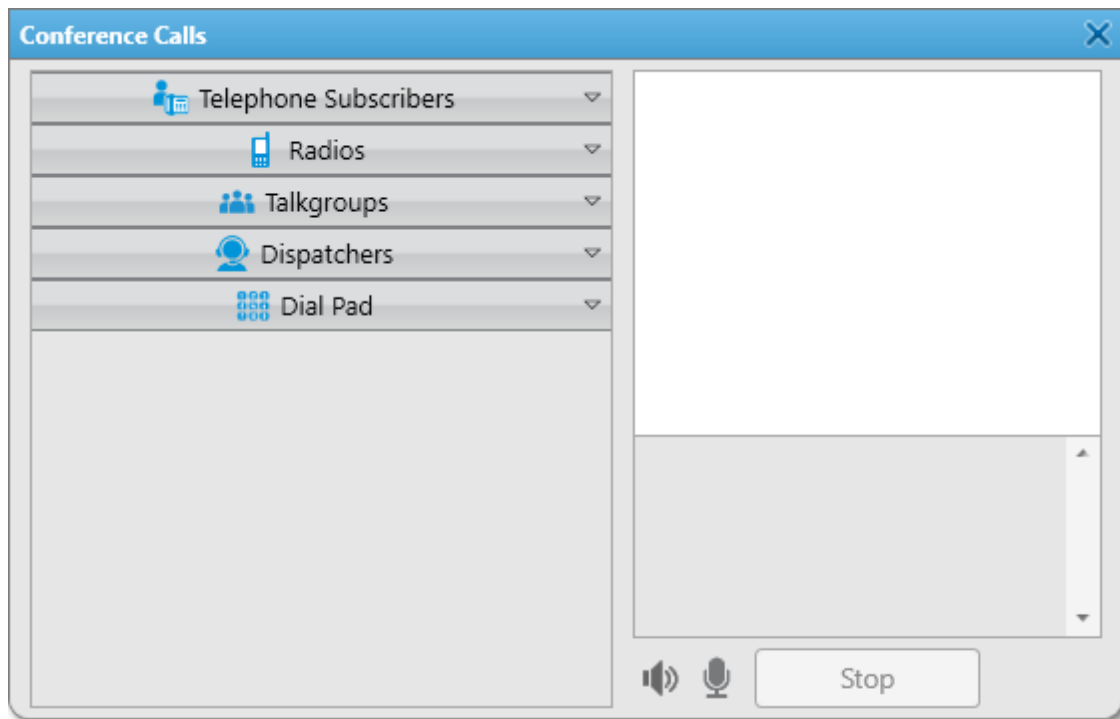 Conference Calls
Telephone Subscribers
Radios
Talkgroups
Dispatchers
Dial Pad
Stop